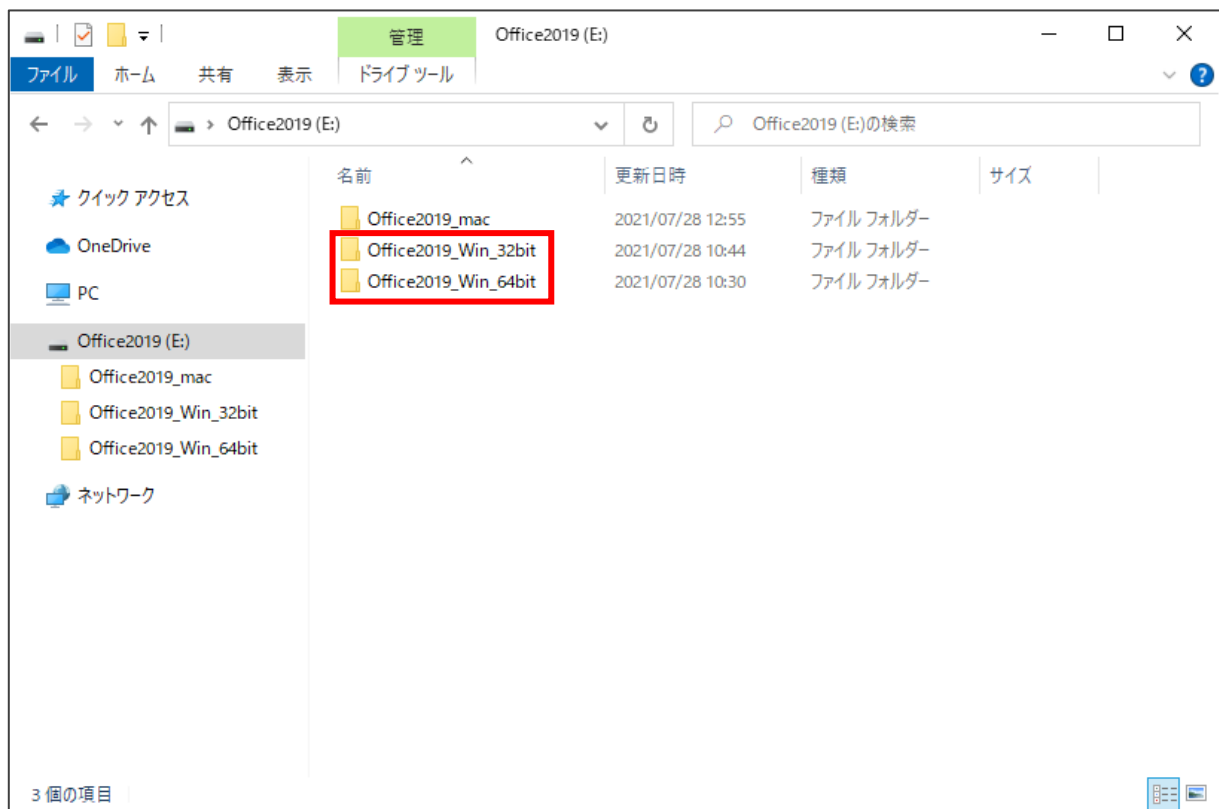 管理
Office2019 (E:)
ファイル ホーム 共有 表示 ドライブ ツール
Office2019 (E:)
Office2019 (E:)の検索
名前 更新日時 種類 サイズ
クイック アクセス
OneDrive
PC
Office2019 (E:)
Office2019_mac
Office2019_Win_32bit
Office2019_Win_64bit
ネットワーク
Office2019_mac 2021/07/28 12:55 ファイル フォルダー
Office2019_Win_32bit 2021/07/28 10:44 ファイル フォルダー
Office2019_Win_64bit 2021/07/28 10:30 ファイル フォルダー
3 個の項目